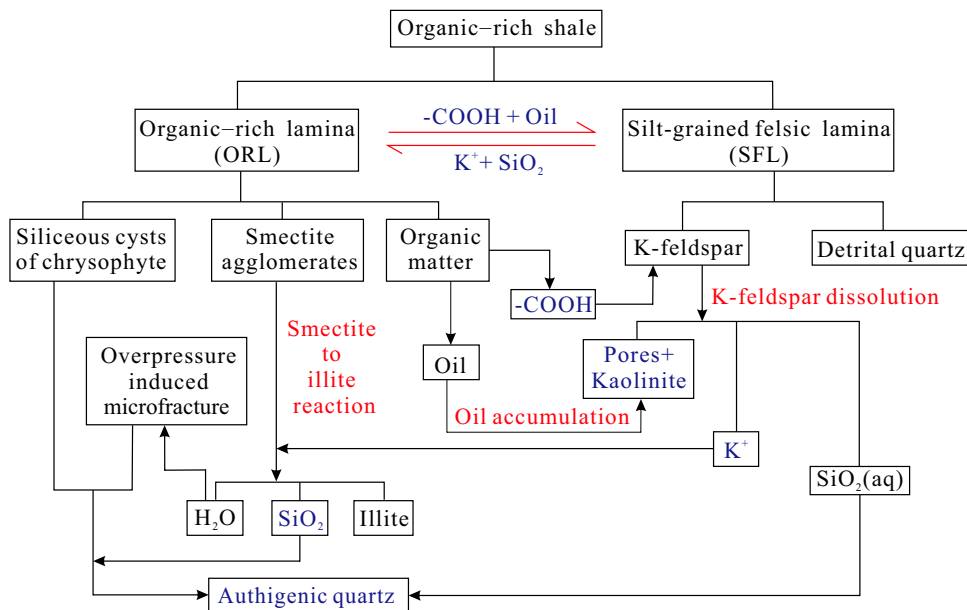 Organic−rich shale
Organic−rich lamina
(ORL)
-COOH + Oil
K⁺+ SiO₂
Silt-grained felsic lamina
(SFL)
Siliceous cysts
of chrysophyte
Smectite
agglomerates
Organic
matter
K-feldspar
Detrital quartz
-COOH
K-feldspar dissolution
Smectite
to
illite
reaction
Overpressure
induced
microfracture
Oil
Pores+
Kaolinite
Oil accumulation
K⁺
SiO₂(aq)
H₂O
SiO₂
Illite
Authigenic quartz